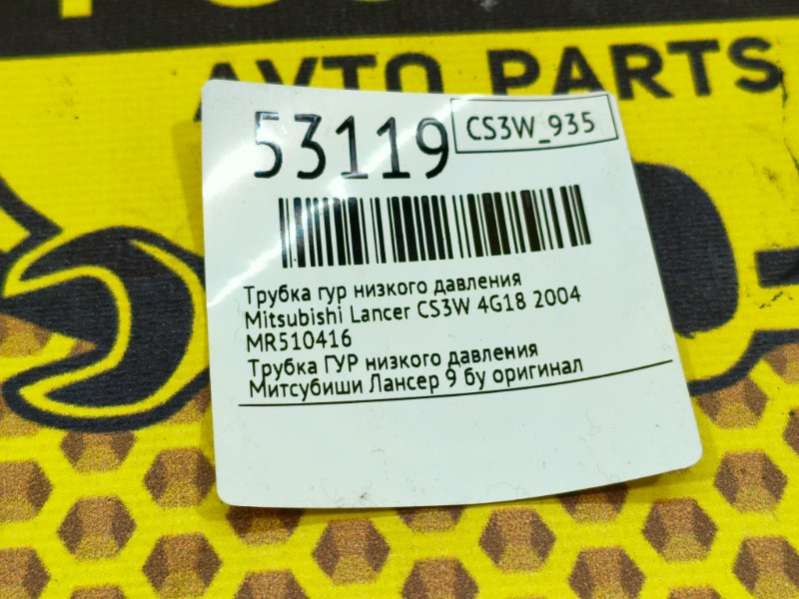 AVTO PARTS
53119
CS3W_935
Трубка гур низкого давления
Mitsubishi Lancer CS3W 4G18 2004
MR510416
Трубка ГУР низкого давления
Митсубиши Лансер 9 бу оригинал